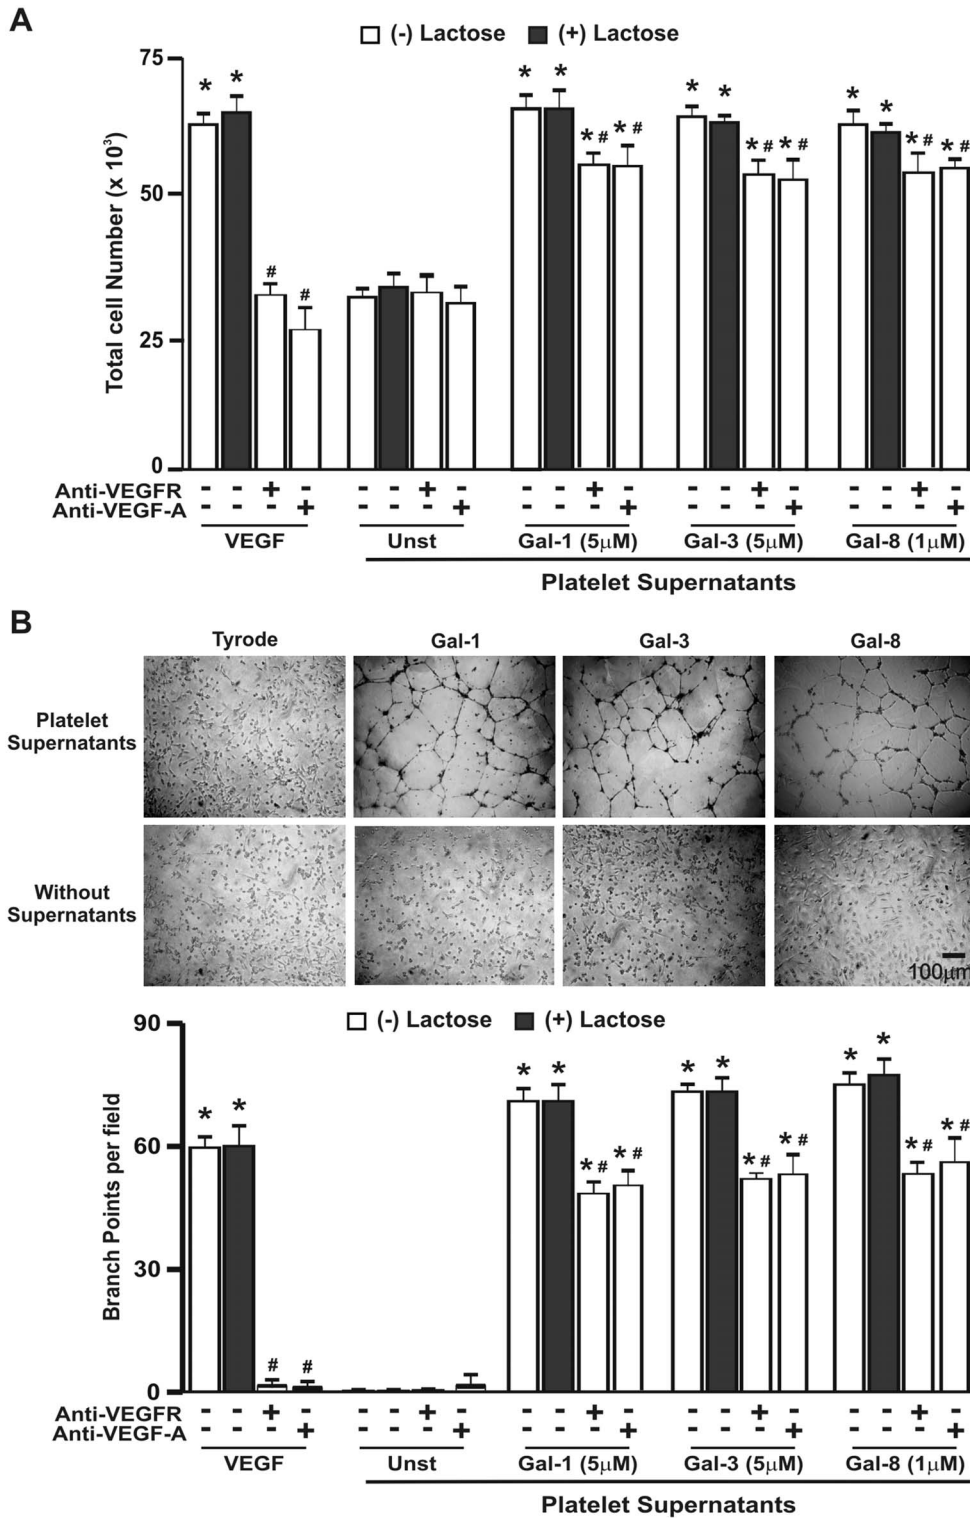 A
(-) Lactose (+) Lactose
75
50
25
0
Total cell Number (x 10³)
* * # # * * *# *# * * *# *# * * *# *#
Anti-VEGFR - - + - - - + - - - + - - - + - - - + -
Anti-VEGF-A - - - + - - - + - - - + - - - + - - - +
VEGF Unst Gal-1 (5µM) Gal-3 (5µM) Gal-8 (1µM)
Platelet Supernatants
B
Tyrode Gal-1 Gal-3 Gal-8
Platelet
Supernatants
Without
Supernatants
100µm
(-) Lactose (+) Lactose
90
60
30
0
Branch Points per field
* * # # * * *# *# * * *# *# * * *# *#
Anti-VEGFR - - + - - - + - - - + - - - + - - - + -
Anti-VEGF-A - - - + - - - + - - - + - - - + - - - +
VEGF Unst Gal-1 (5µM) Gal-3 (5µM) Gal-8 (1µM)
Platelet Supernatants